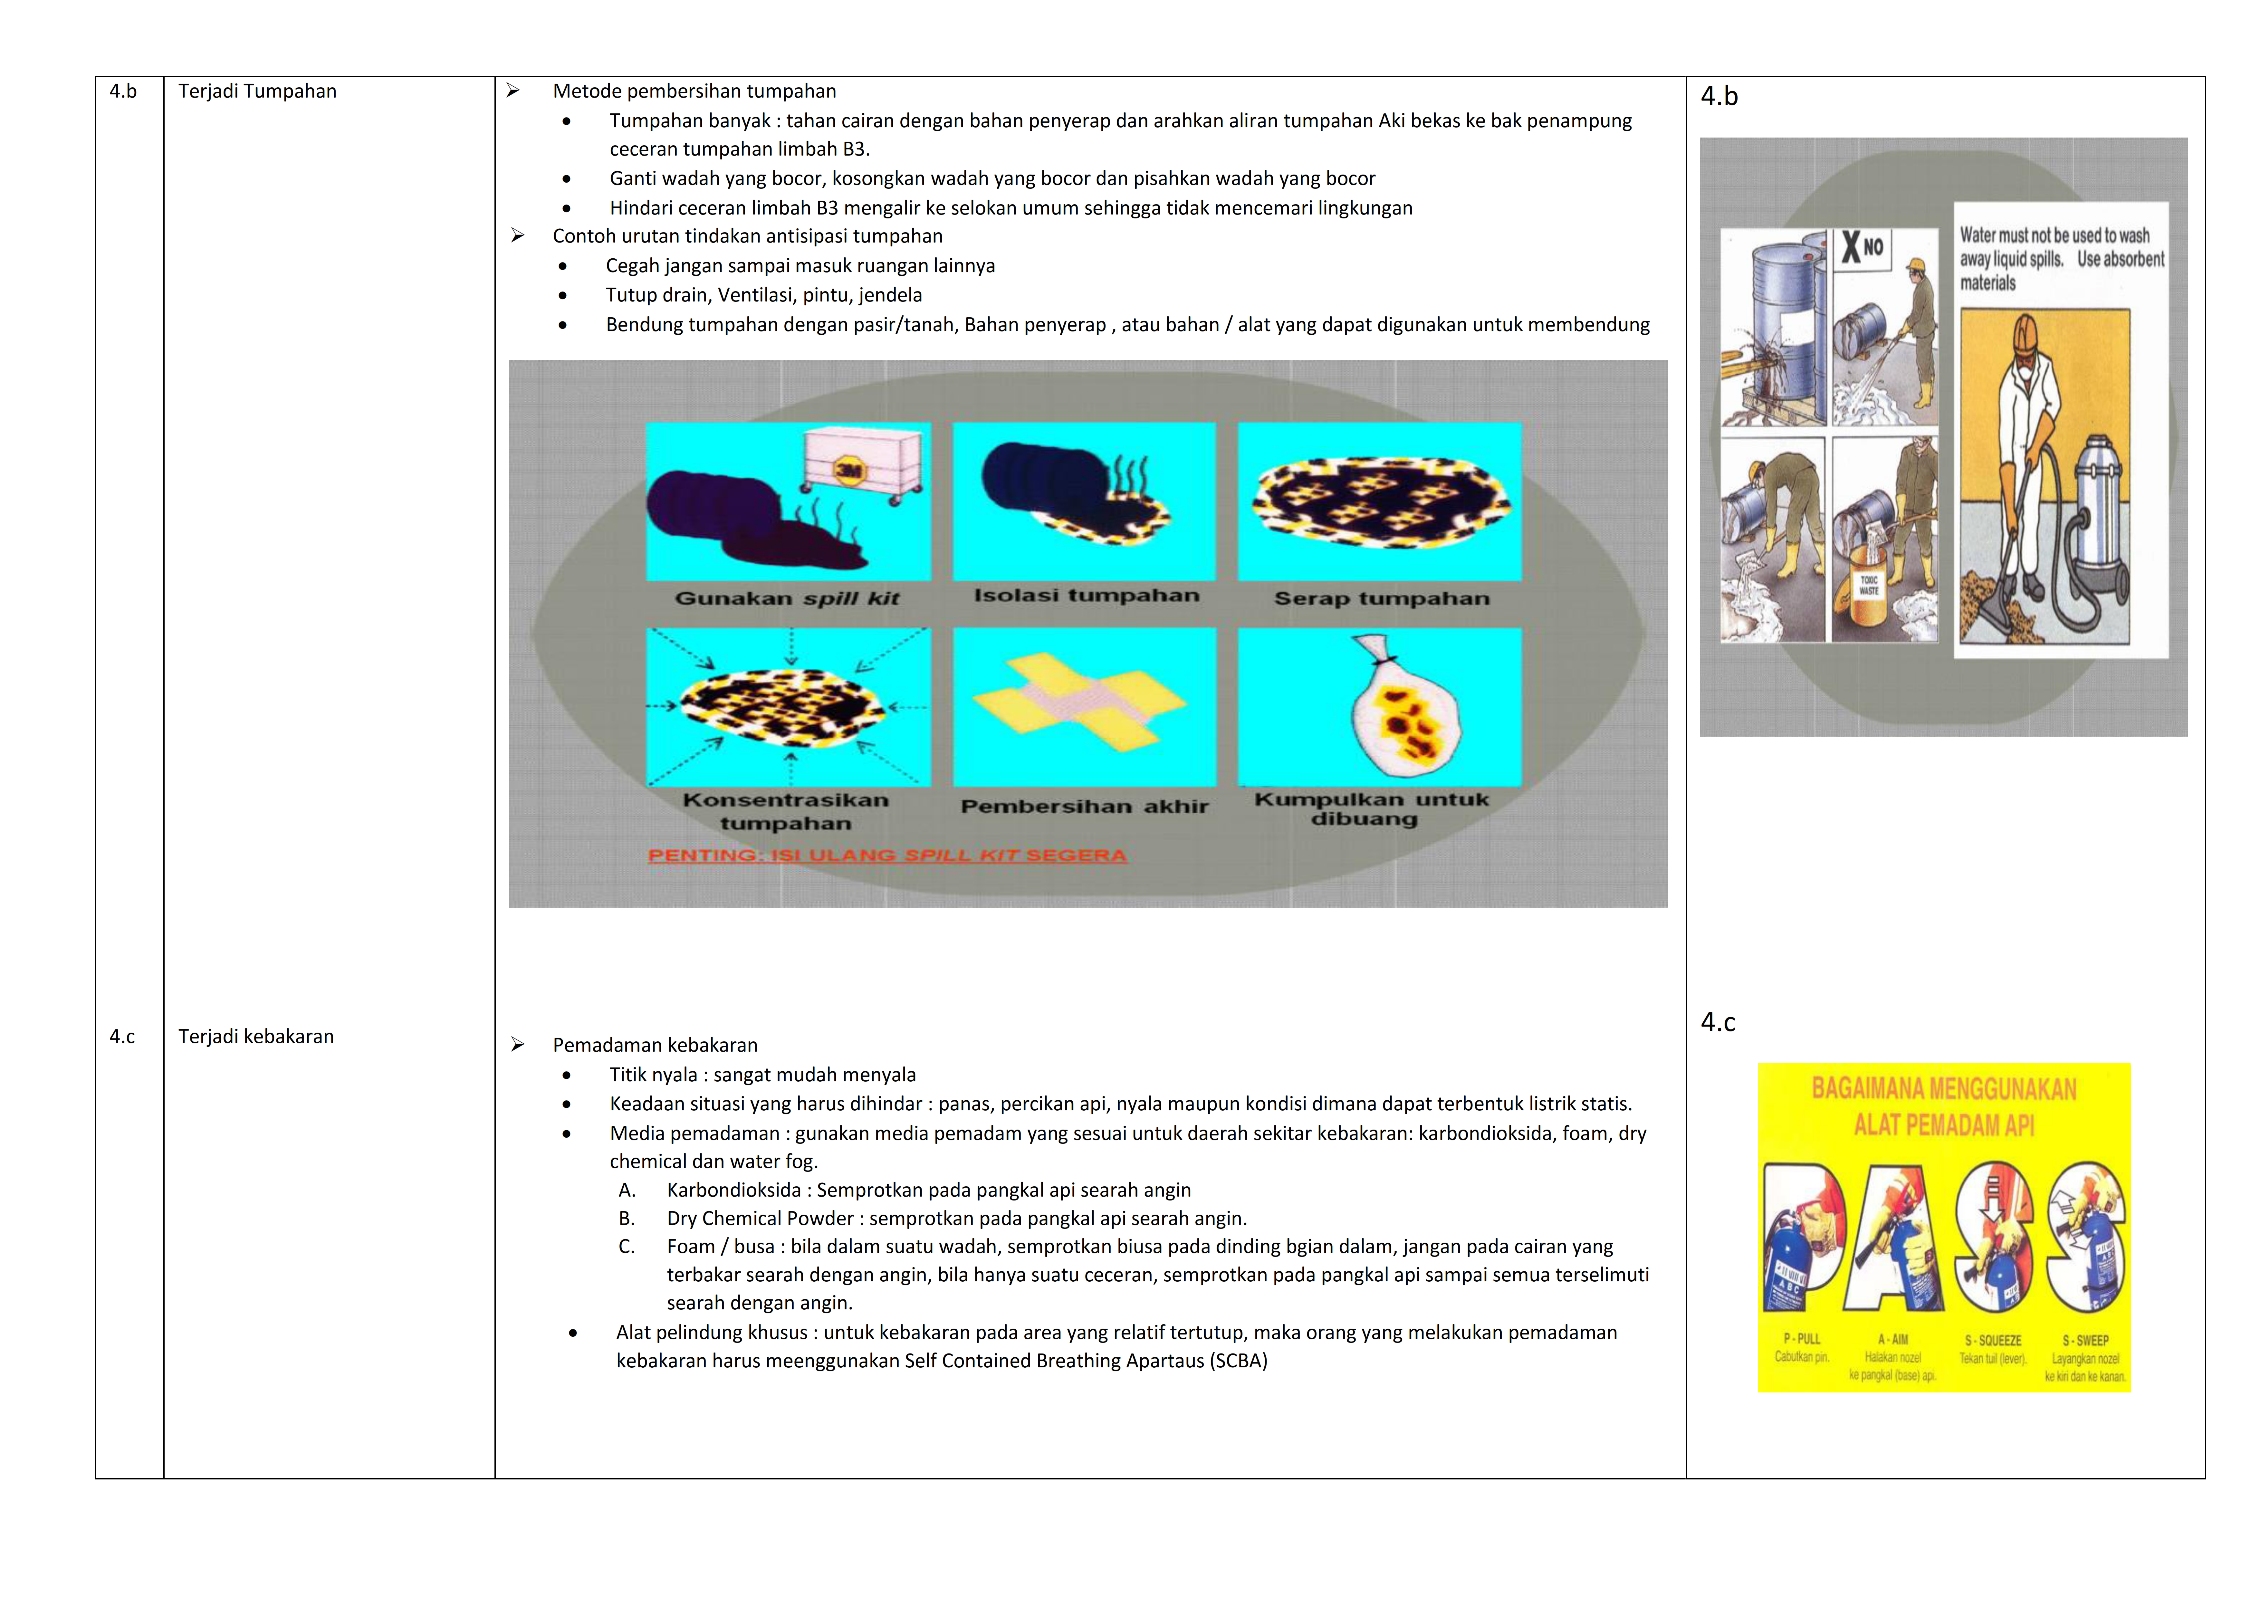 4.b
Terjadi Tumpahan
➢ Metode pembersihan tumpahan
• Tumpahan banyak : tahan cairan dengan bahan penyerap dan arahkan aliran tumpahan Aki bekas ke bak penampung
ceceran tumpahan limbah B3.
• Ganti wadah yang bocor, kosongkan wadah yang bocor dan pisahkan wadah yang bocor
• Hindari ceceran limbah B3 mengalir ke selokan umum sehingga tidak mencemari lingkungan
➢ Contoh urutan tindakan antisipasi tumpahan
• Cegah jangan sampai masuk ruangan lainnya
• Tutup drain, Ventilasi, pintu, jendela
• Bendung tumpahan dengan pasir/tanah, Bahan penyerap , atau bahan / alat yang dapat digunakan untuk membendung
3M
Gunakan spill kit
Isolasi tumpahan
Serap tumpahan
Konsentrasikan
tumpahan
Pembersihan akhir
Kumpulkan untuk
dibuang
PENTING: ISI ULANG SPILL KIT SEGERA
4.b
X NO
Water must not be used to wash
away liquid spills. Use absorbent
materials
TOXIC
WASTE
4.c
Terjadi kebakaran
➢ Pemadaman kebakaran
• Titik nyala : sangat mudah menyala
• Keadaan situasi yang harus dihindar : panas, percikan api, nyala maupun kondisi dimana dapat terbentuk listrik statis.
• Media pemadaman : gunakan media pemadam yang sesuai untuk daerah sekitar kebakaran: karbondioksida, foam, dry
chemical dan water fog.
A. Karbondioksida : Semprotkan pada pangkal api searah angin
B. Dry Chemical Powder : semprotkan pada pangkal api searah angin.
C. Foam / busa : bila dalam suatu wadah, semprotkan biusa pada dinding bgian dalam, jangan pada cairan yang
terbakar searah dengan angin, bila hanya suatu ceceran, semprotkan pada pangkal api sampai semua terselimuti
searah dengan angin.
• Alat pelindung khusus : untuk kebakaran pada area yang relatif tertutup, maka orang yang melakukan pemadaman
kebakaran harus meenggunakan Self Contained Breathing Apartaus (SCBA)
4.c
BAGAIMANA MENGGUNAKAN
ALAT PEMADAM API
PASS
ABC
P - PULL
Cabutkan pin.
A - AIM
Halakan nozel
ke pangkal (base) api.
S - SQUEEZE
Tekan tuil (lever).
S - SWEEP
Layangkan nozel
ke kiri dan ke kanan.